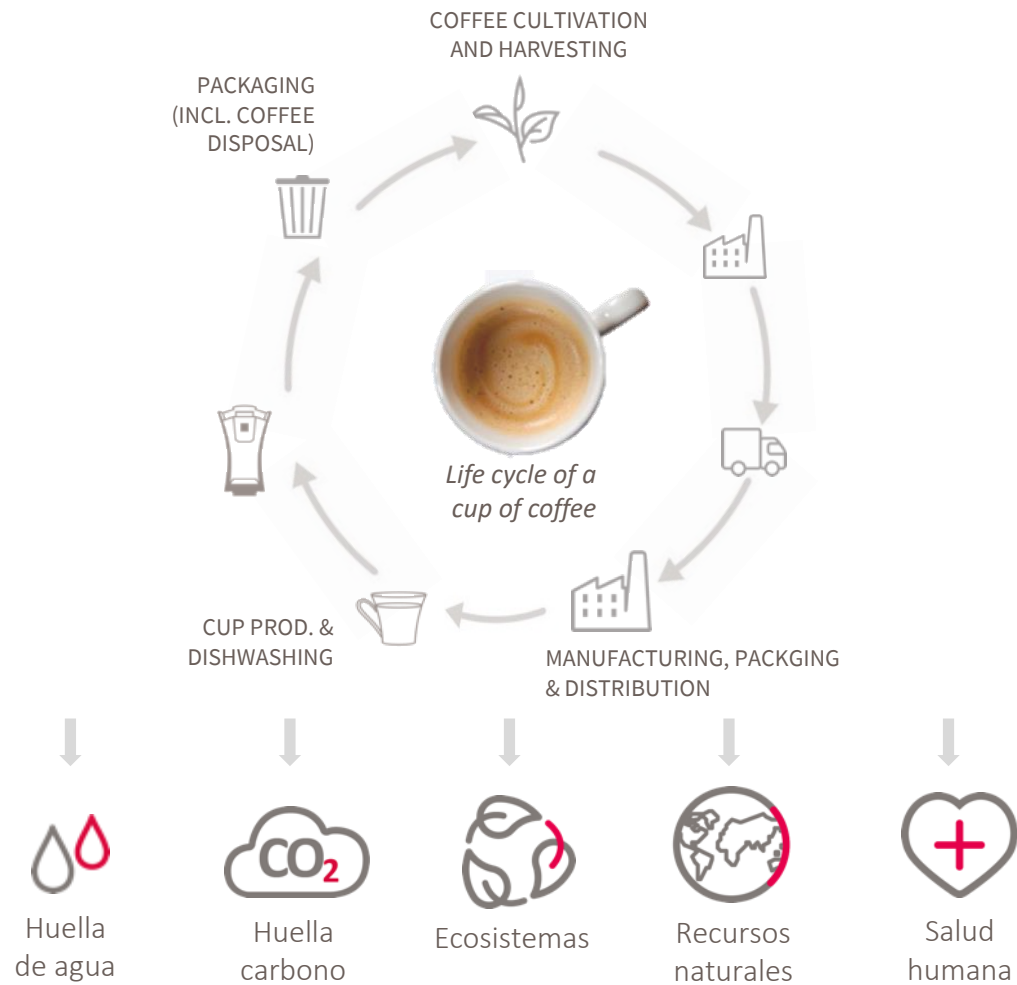 COFFEE CULTIVATION
AND HARVESTING
PACKAGING
(INCL. COFFEE
DISPOSAL)
Life cycle of a
cup of coffee
CUP PROD. &
DISHWASHING
MANUFACTURING, PACKGING
& DISTRIBUTION
CO2
Huella
de agua
Huella
carbono
Ecosistemas
Recursos
naturales
Salud
humana